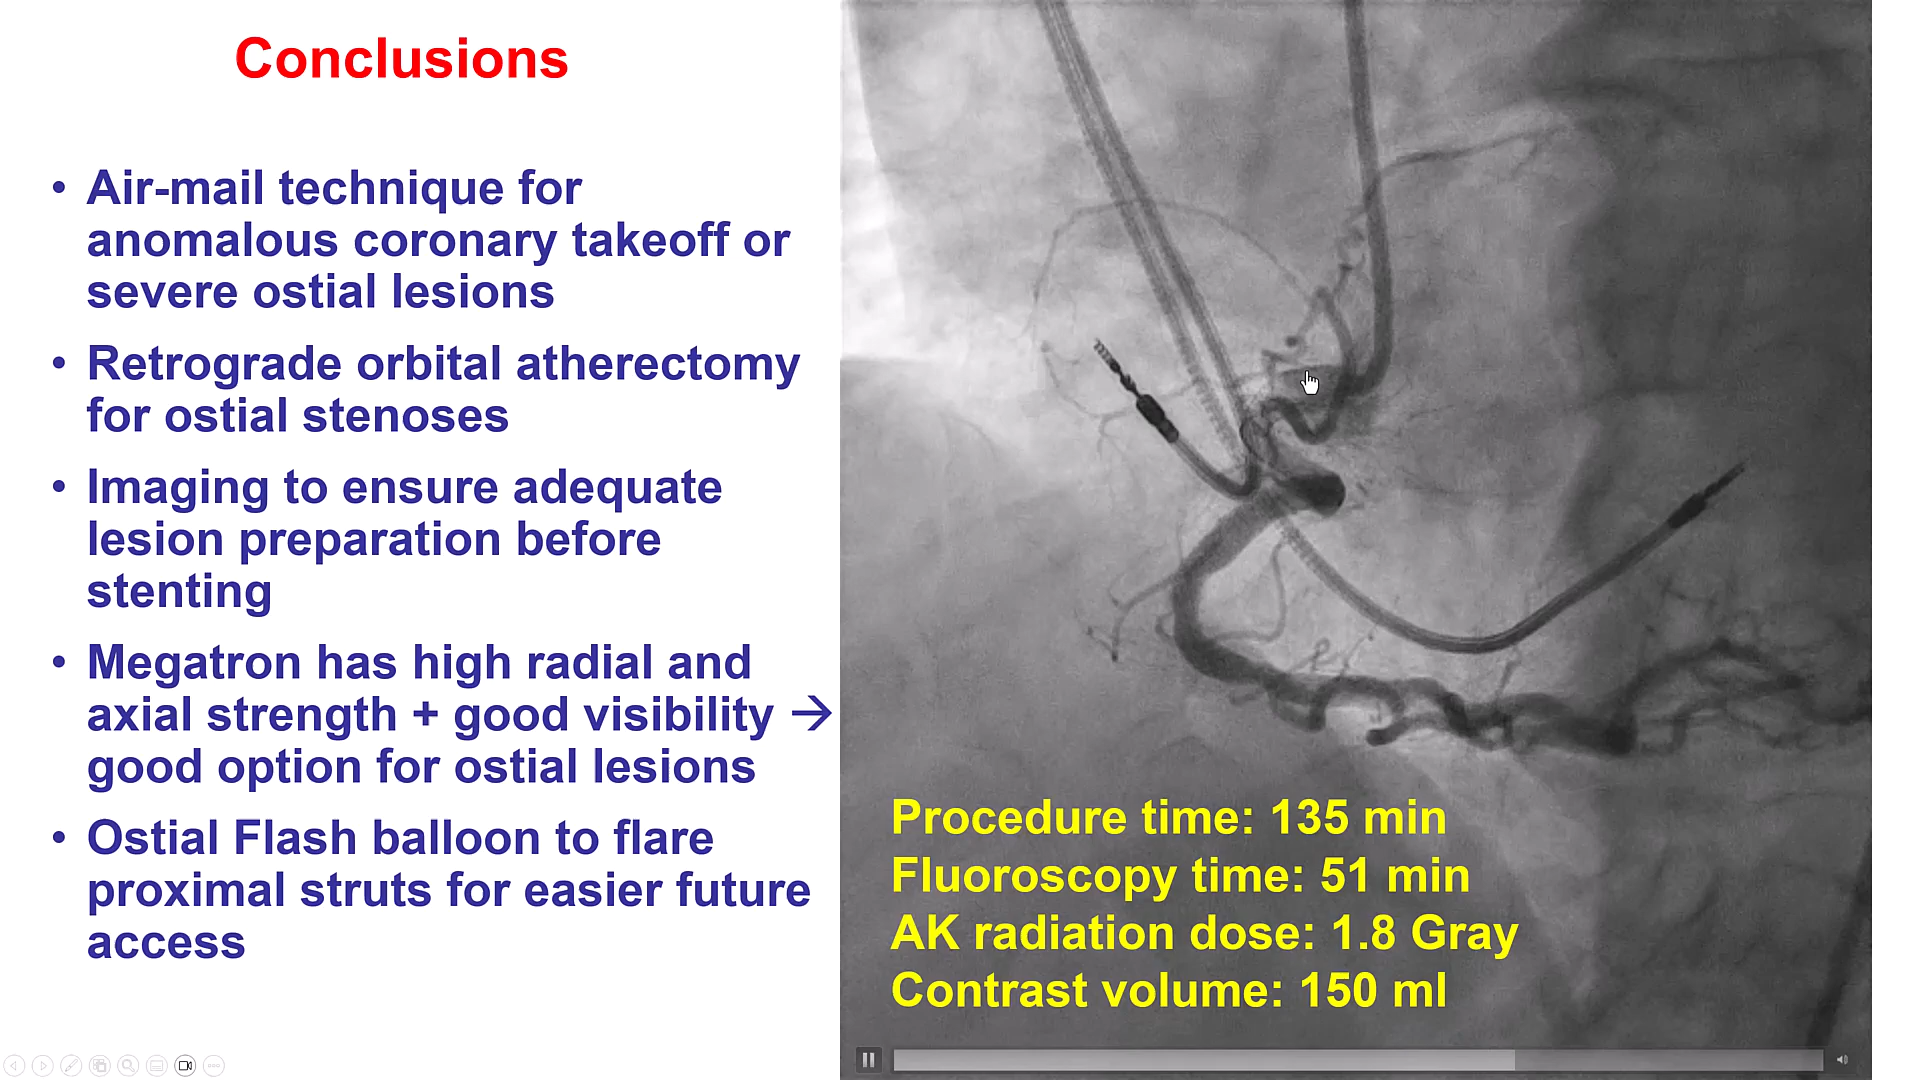 Conclusions
• Air-mail technique for
anomalous coronary takeoff or
severe ostial lesions
• Retrograde orbital atherectomy
for ostial stenoses
• Imaging to ensure adequate
lesion preparation before
stenting
• Megatron has high radial and
axial strength + good visibility →
good option for ostial lesions
• Ostial Flash balloon to flare
proximal struts for easier future
access
Procedure time: 135 min
Fluoroscopy time: 51 min
AK radiation dose: 1.8 Gray
Contrast volume: 150 ml